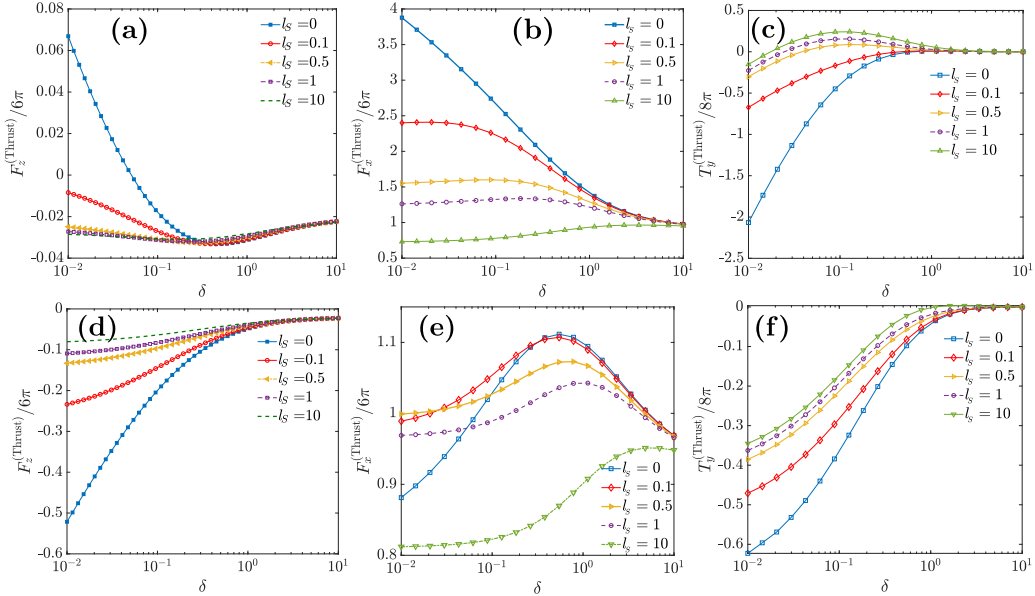 (a)
F_z^(Thrust)/6π
0.08
0.06
0.04
0.02
0
-0.02
-0.04
10^-2
10^-1
10^0
10^1
δ
l_S =0
l_S =0.1
l_S =0.5
l_S =1
l_S =10
(b)
F_x^(Thrust)/6π
4
3.5
3
2.5
2
1.5
1
0.5
10^-2
10^-1
10^0
10^1
δ
l_S = 0
l_S = 0.1
l_S = 0.5
l_S = 1
l_S = 10
(c)
T_y^(Thrust)/8π
0.5
0
-0.5
-1
-1.5
-2
-2.5
10^-2
10^-1
10^0
10^1
δ
l_S = 0
l_S = 0.1
l_S = 0.5
l_S = 1
l_S = 10
(d)
F_z^(Thrust)/6π
0
-0.1
-0.2
-0.3
-0.4
-0.5
-0.6
10^-2
10^-1
10^0
10^1
δ
l_S =0
l_S =0.1
l_S =0.5
l_S =1
l_S =10
(e)
F_x^(Thrust)/6π
1.1
1
0.9
0.8
10^-2
10^-1
10^0
10^1
δ
l_S = 0
l_S = 0.1
l_S = 0.5
l_S = 1
l_S = 10
(f)
T_y^(Thrust)/8π
0
-0.1
-0.2
-0.3
-0.4
-0.5
-0.6
10^-2
10^-1
10^0
10^1
δ
l_S = 0
l_S = 0.1
l_S = 0.5
l_S = 1
l_S = 10